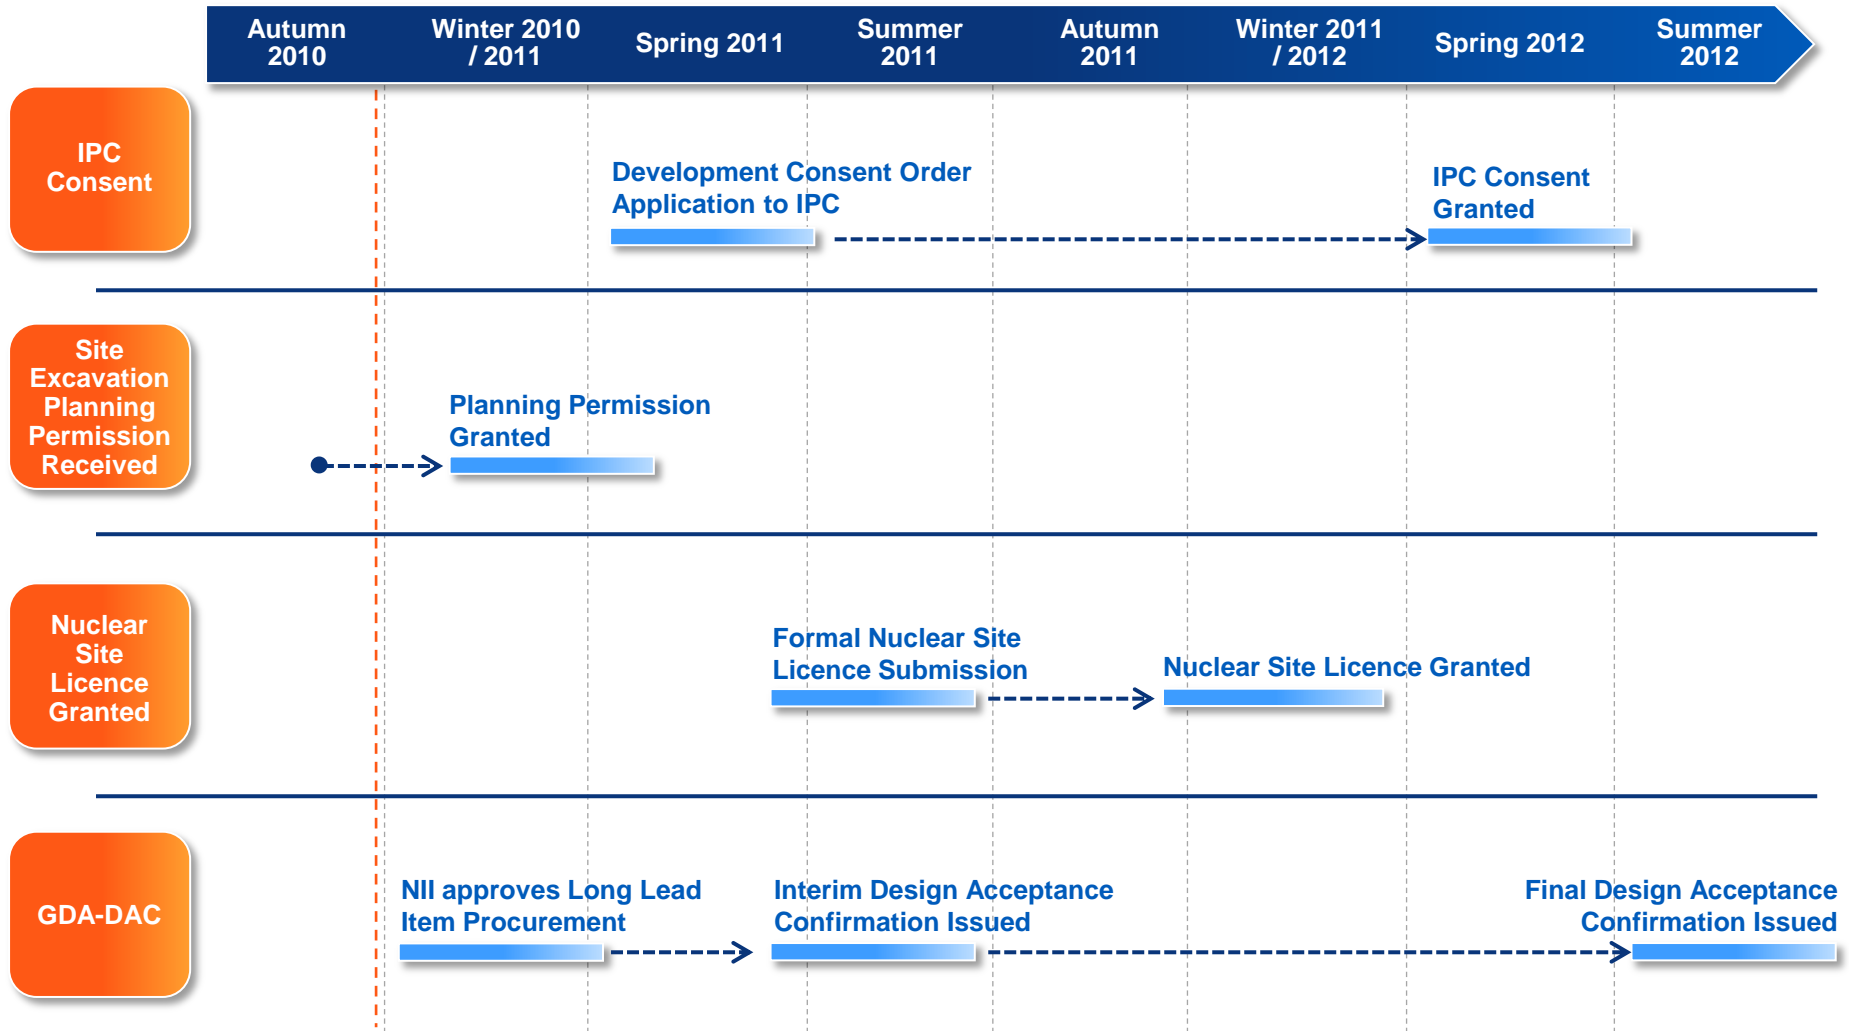 Autumn
2010
Winter 2010
/ 2011
Spring 2011
Summer
2011
Autumn
2011
Winter 2011
/ 2012
Spring 2012
Summer
2012
IPC
Consent
Development Consent Order
Application to IPC
IPC Consent
Granted
Site
Excavation
Planning
Permission
Received
Planning Permission
Granted
Nuclear
Site
Licence
Granted
Formal Nuclear Site
Licence Submission
Nuclear Site Licence Granted
GDA-DAC
NII approves Long Lead
Item Procurement
Interim Design Acceptance
Confirmation Issued
Final Design Acceptance
Confirmation Issued